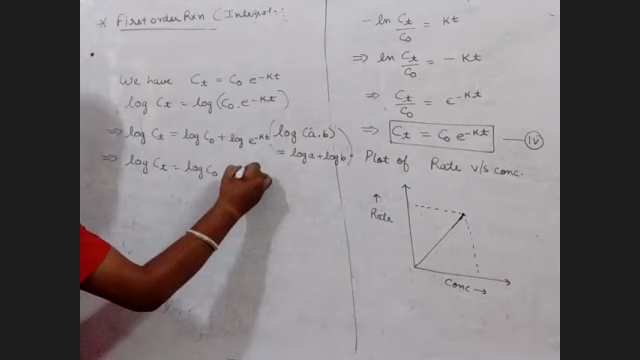 * First order Rxn (Integrat..
We have Ct = C₀ e^-Kt
log Ct = log(C₀.e^-Kt)
⇒ log Ct = log C₀ + log e^-Kt (log(a.b)
= log a + log b)
⇒ log Ct = log C₀
-ln Ct/C₀ = Kt
⇒ ln Ct/C₀ = -Kt
⇒ Ct/C₀ = e^-Kt
⇒ Ct = C₀ e^-Kt — IV
Plot of Rate v/s conc.
↑
Rate
Conc →